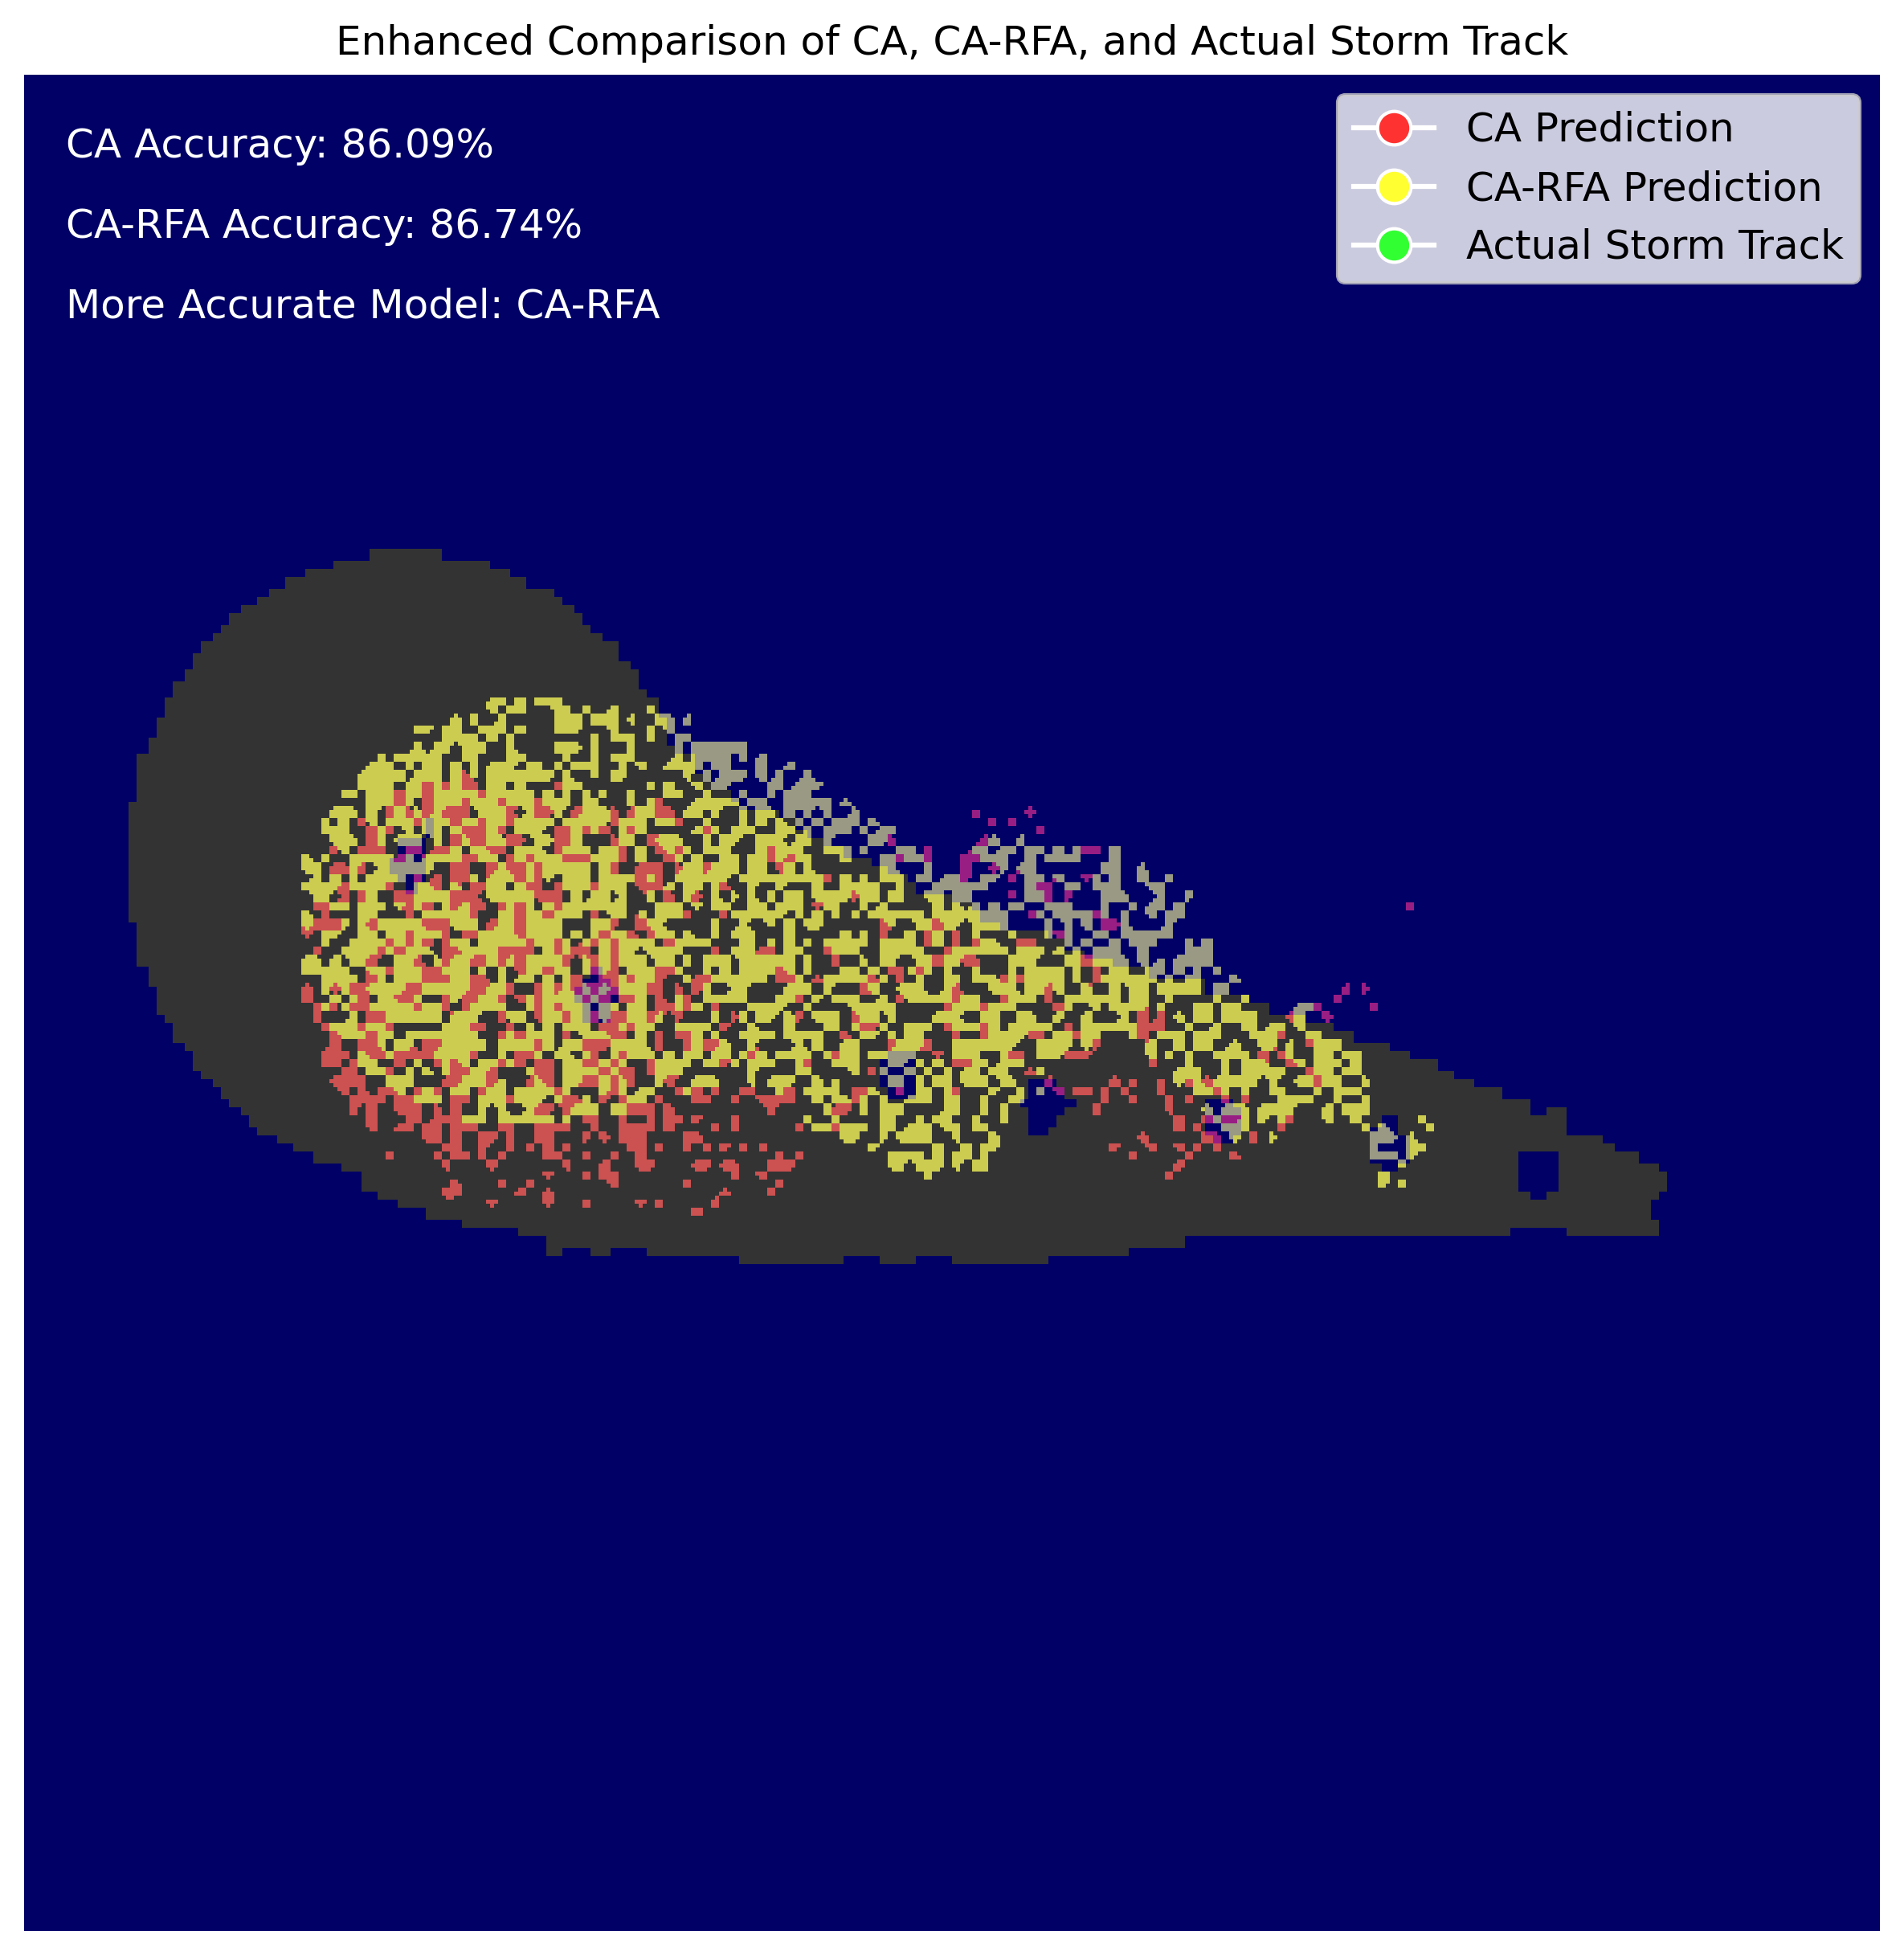 Enhanced Comparison of CA, CA-RFA, and Actual Storm Track
CA Accuracy: 86.09%
CA-RFA Accuracy: 86.74%
More Accurate Model: CA-RFA
CA Prediction
CA-RFA Prediction
Actual Storm Track